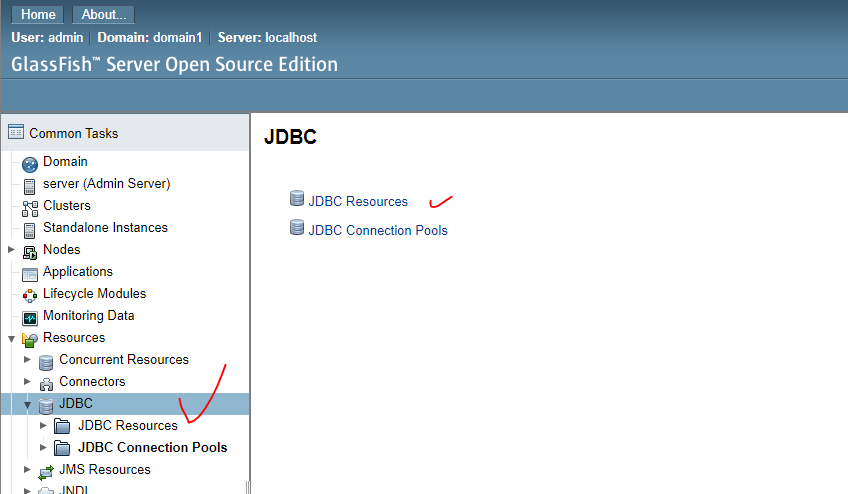 Home About...
User: admin Domain: domain1 Server: localhost
GlassFish™ Server Open Source Edition
Common Tasks
Domain
server (Admin Server)
Clusters
Standalone Instances
Nodes
Applications
Lifecycle Modules
Monitoring Data
Resources
Concurrent Resources
Connectors
JDBC
JDBC Resources
JDBC Connection Pools
JMS Resources
JNDI
JDBC
JDBC Resources
JDBC Connection Pools